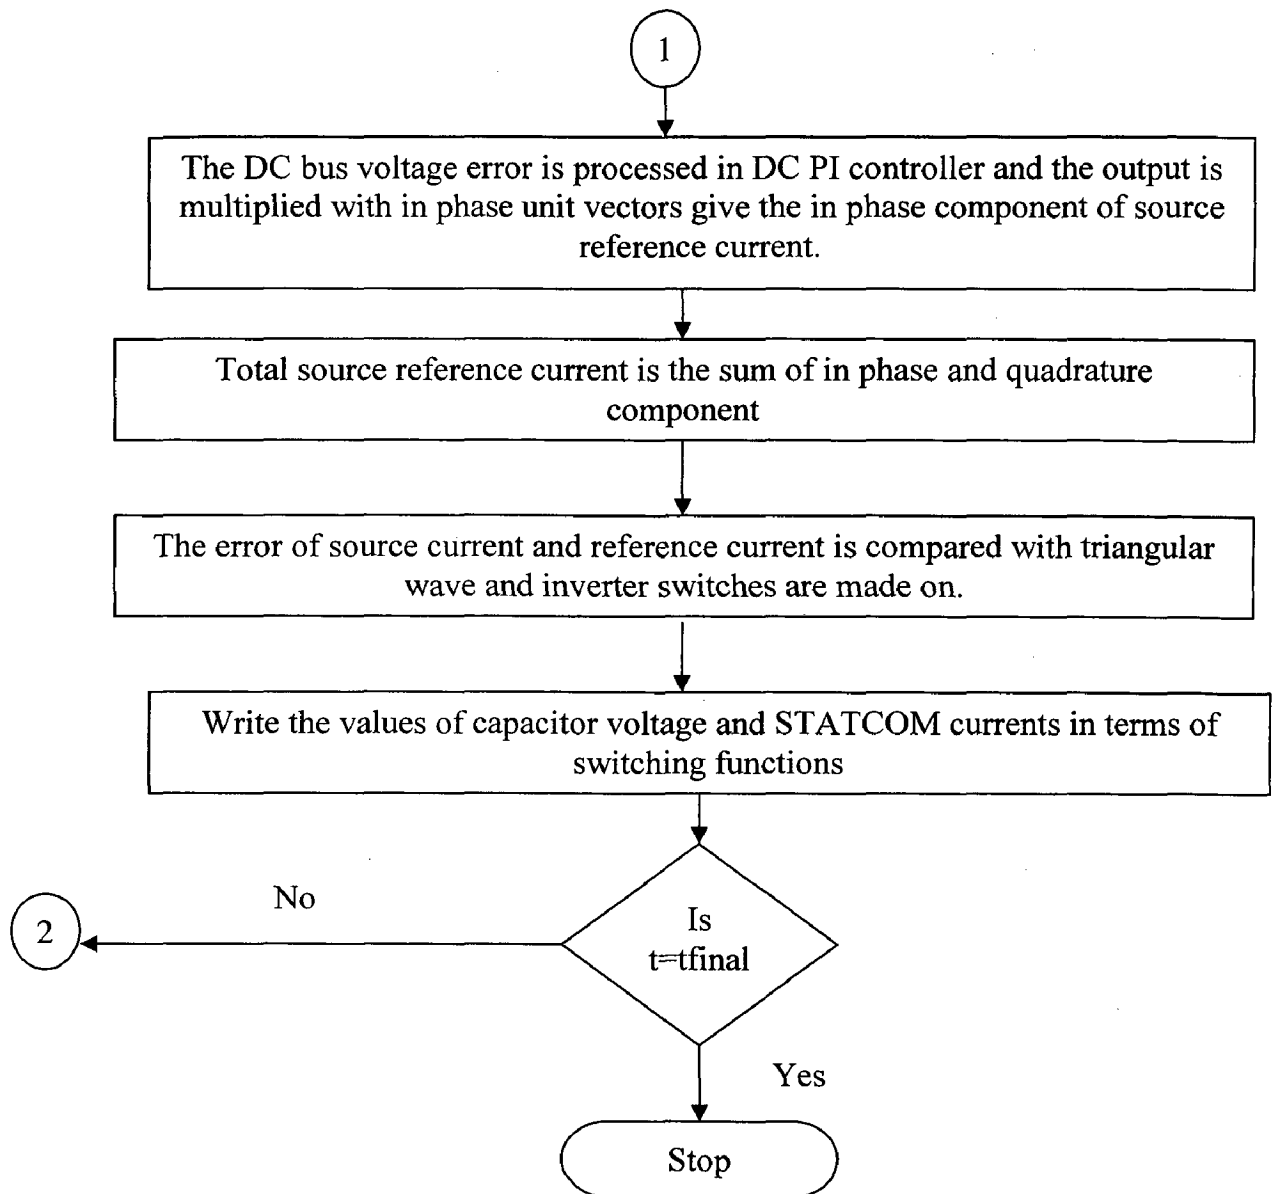 1
The DC bus voltage error is processed in DC PI controller and the output is
multiplied with in phase unit vectors give the in phase component of source
reference current.
Total source reference current is the sum of in phase and quadrature
component
The error of source current and reference current is compared with triangular
wave and inverter switches are made on.
Write the values of capacitor voltage and STATCOM currents in terms of
switching functions
No
2
Is
t=tfinal
Yes
Stop